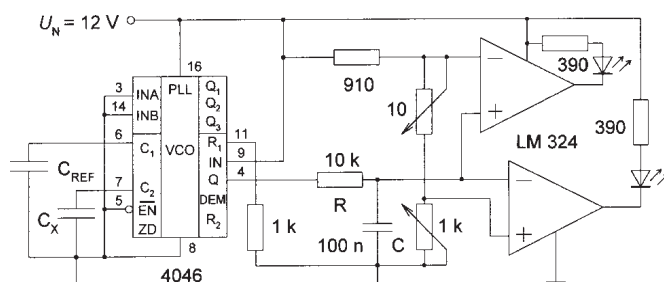 U_N = 12 V
16
390
3
INA
PLL
Q1
910
14
INB
Q2
Q3
10
390
6
C1
VCO
R1
11
LM 324
IN
9
C_REF
Q
4
10 k
7
C2
DEM
R
5
EN
R2
C_X
ZD
1 k
100 n
C
1 k
8
4046